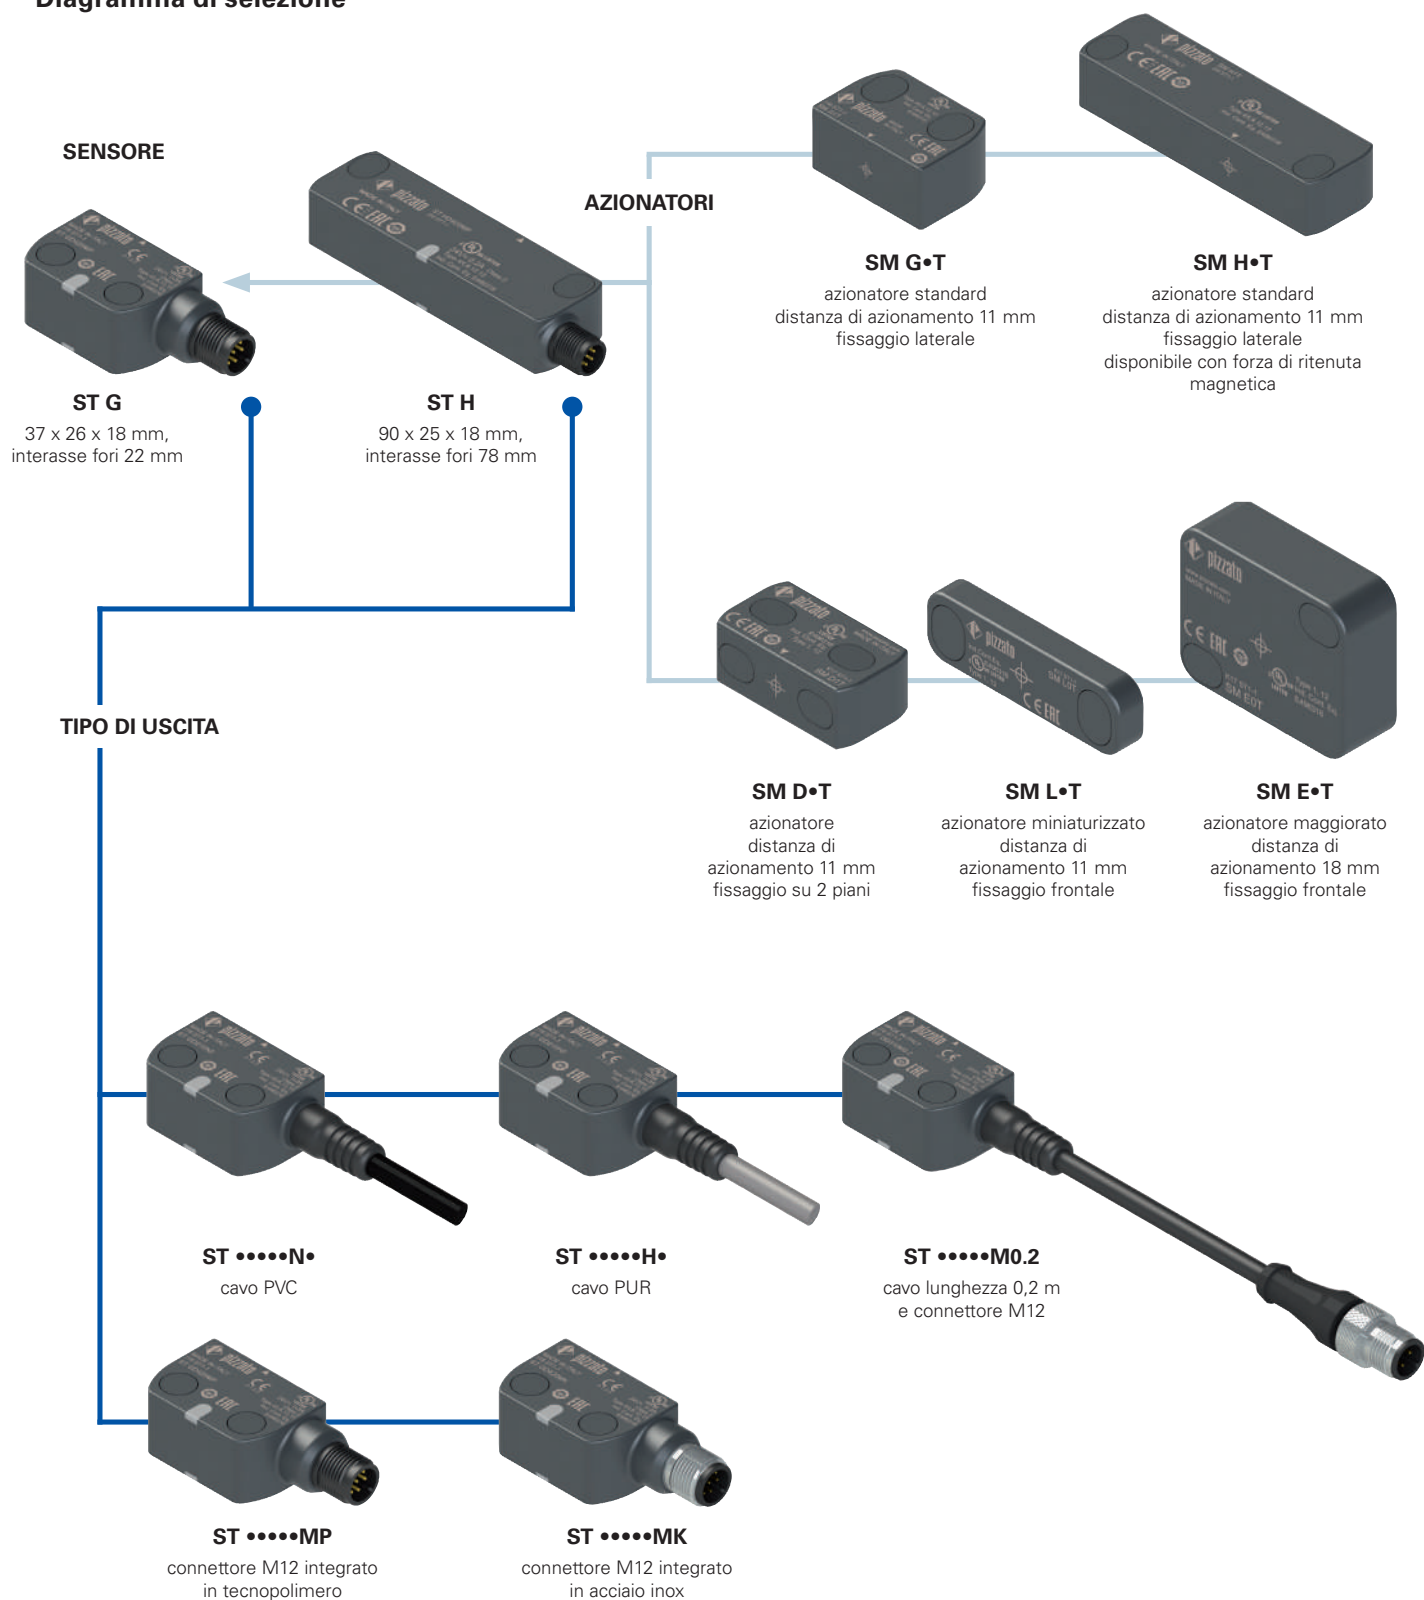 Diagramma di selezione
SENSORE
AZIONATORI
ST G
37 x 26 x 18 mm,
interasse fori 22 mm
ST H
90 x 25 x 18 mm,
interasse fori 78 mm
SM G•T
azionatore standard
distanza di azionamento 11 mm
fissaggio laterale
SM H•T
azionatore standard
distanza di azionamento 11 mm
fissaggio laterale
disponibile con forza di ritenuta
magnetica
pizzato
MADE IN ITALY
SM D•T
azionatore
distanza di
azionamento 11 mm
fissaggio su 2 piani
SM L•T
azionatore miniaturizzato
distanza di
azionamento 11 mm
fissaggio frontale
SM E•T
azionatore maggiorato
distanza di
azionamento 18 mm
fissaggio frontale
TIPO DI USCITA
ST •••••N•
cavo PVC
ST •••••H•
cavo PUR
ST •••••M0.2
cavo lunghezza 0,2 m
e connettore M12
ST •••••MP
connettore M12 integrato
in tecnopolimero
ST •••••MK
connettore M12 integrato
in acciaio inox